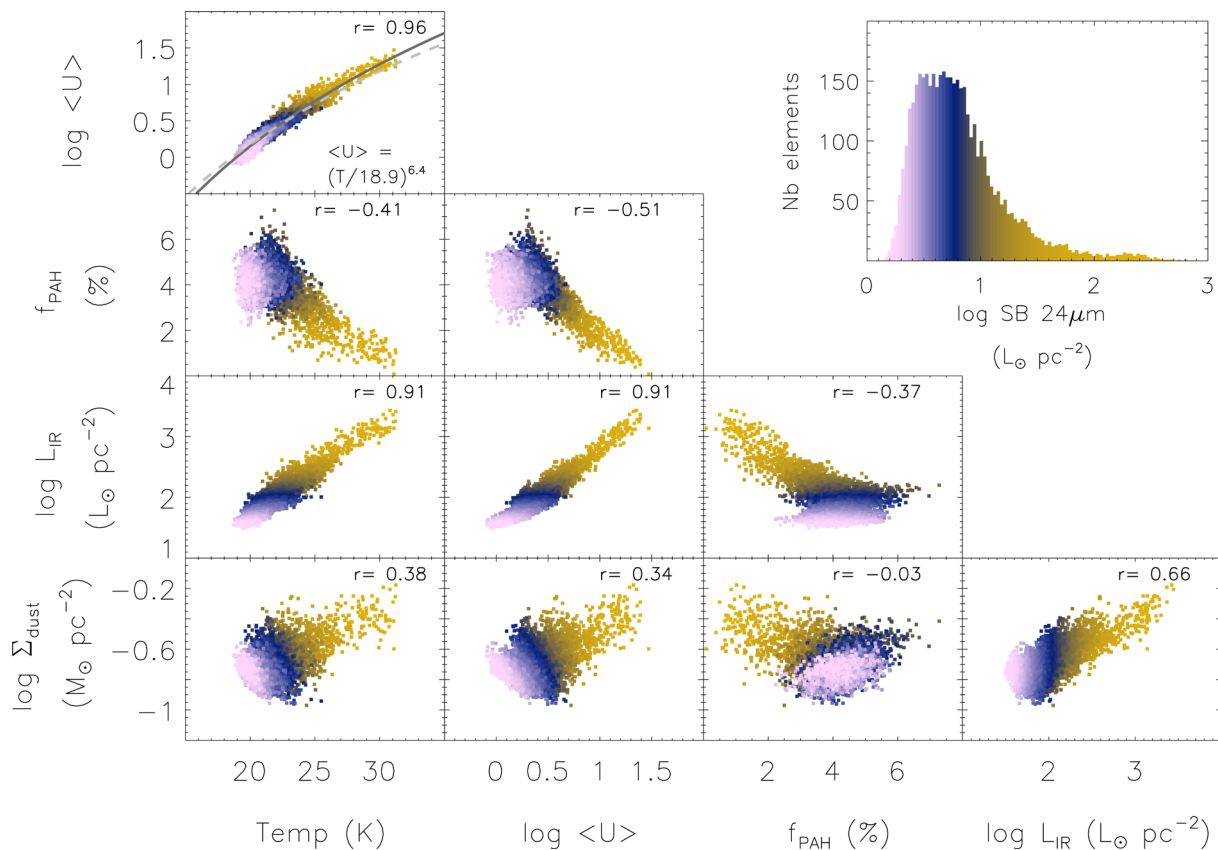 r= 0.96
1.5
1
0.5
0
log <U>
<U> =
(T/18.9)^6.4
150
100
50
Nb elements
0 1 2 3
log SB 24μm
(L⊙ pc⁻²)
r= −0.41
r= −0.51
6
4
2
f_PAH
(%)
4
3
2
1
log L_IR
(L⊙ pc⁻²)
r= 0.91
r= 0.91
r= −0.37
−0.2
−0.6
−1
log Σ_dust
(M⊙ pc⁻²)
r= 0.38
r= 0.34
r= −0.03
r= 0.66
20 25 30
0 0.5 1 1.5
2 4 6
2 3
Temp (K)
log <U>
f_PAH (%)
log L_IR (L⊙ pc⁻²)